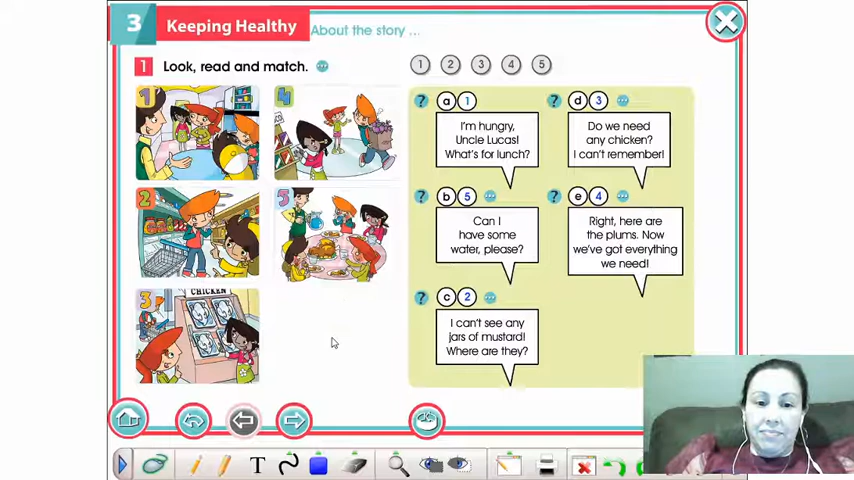 3 Keeping Healthy About the story ...
1 Look, read and match.
1 2 3 4 5
1
4
2
5
3
CHICKEN
? a 1
I'm hungry,
Uncle Lucas!
What's for lunch?
? d 3
Do we need
any chicken?
I can't remember!
? b 5
Can I
have some
water, please?
? e 4
Right, here are
the plums. Now
we've got everything
we need!
? c 2
I can't see any
jars of mustard!
Where are they?
T